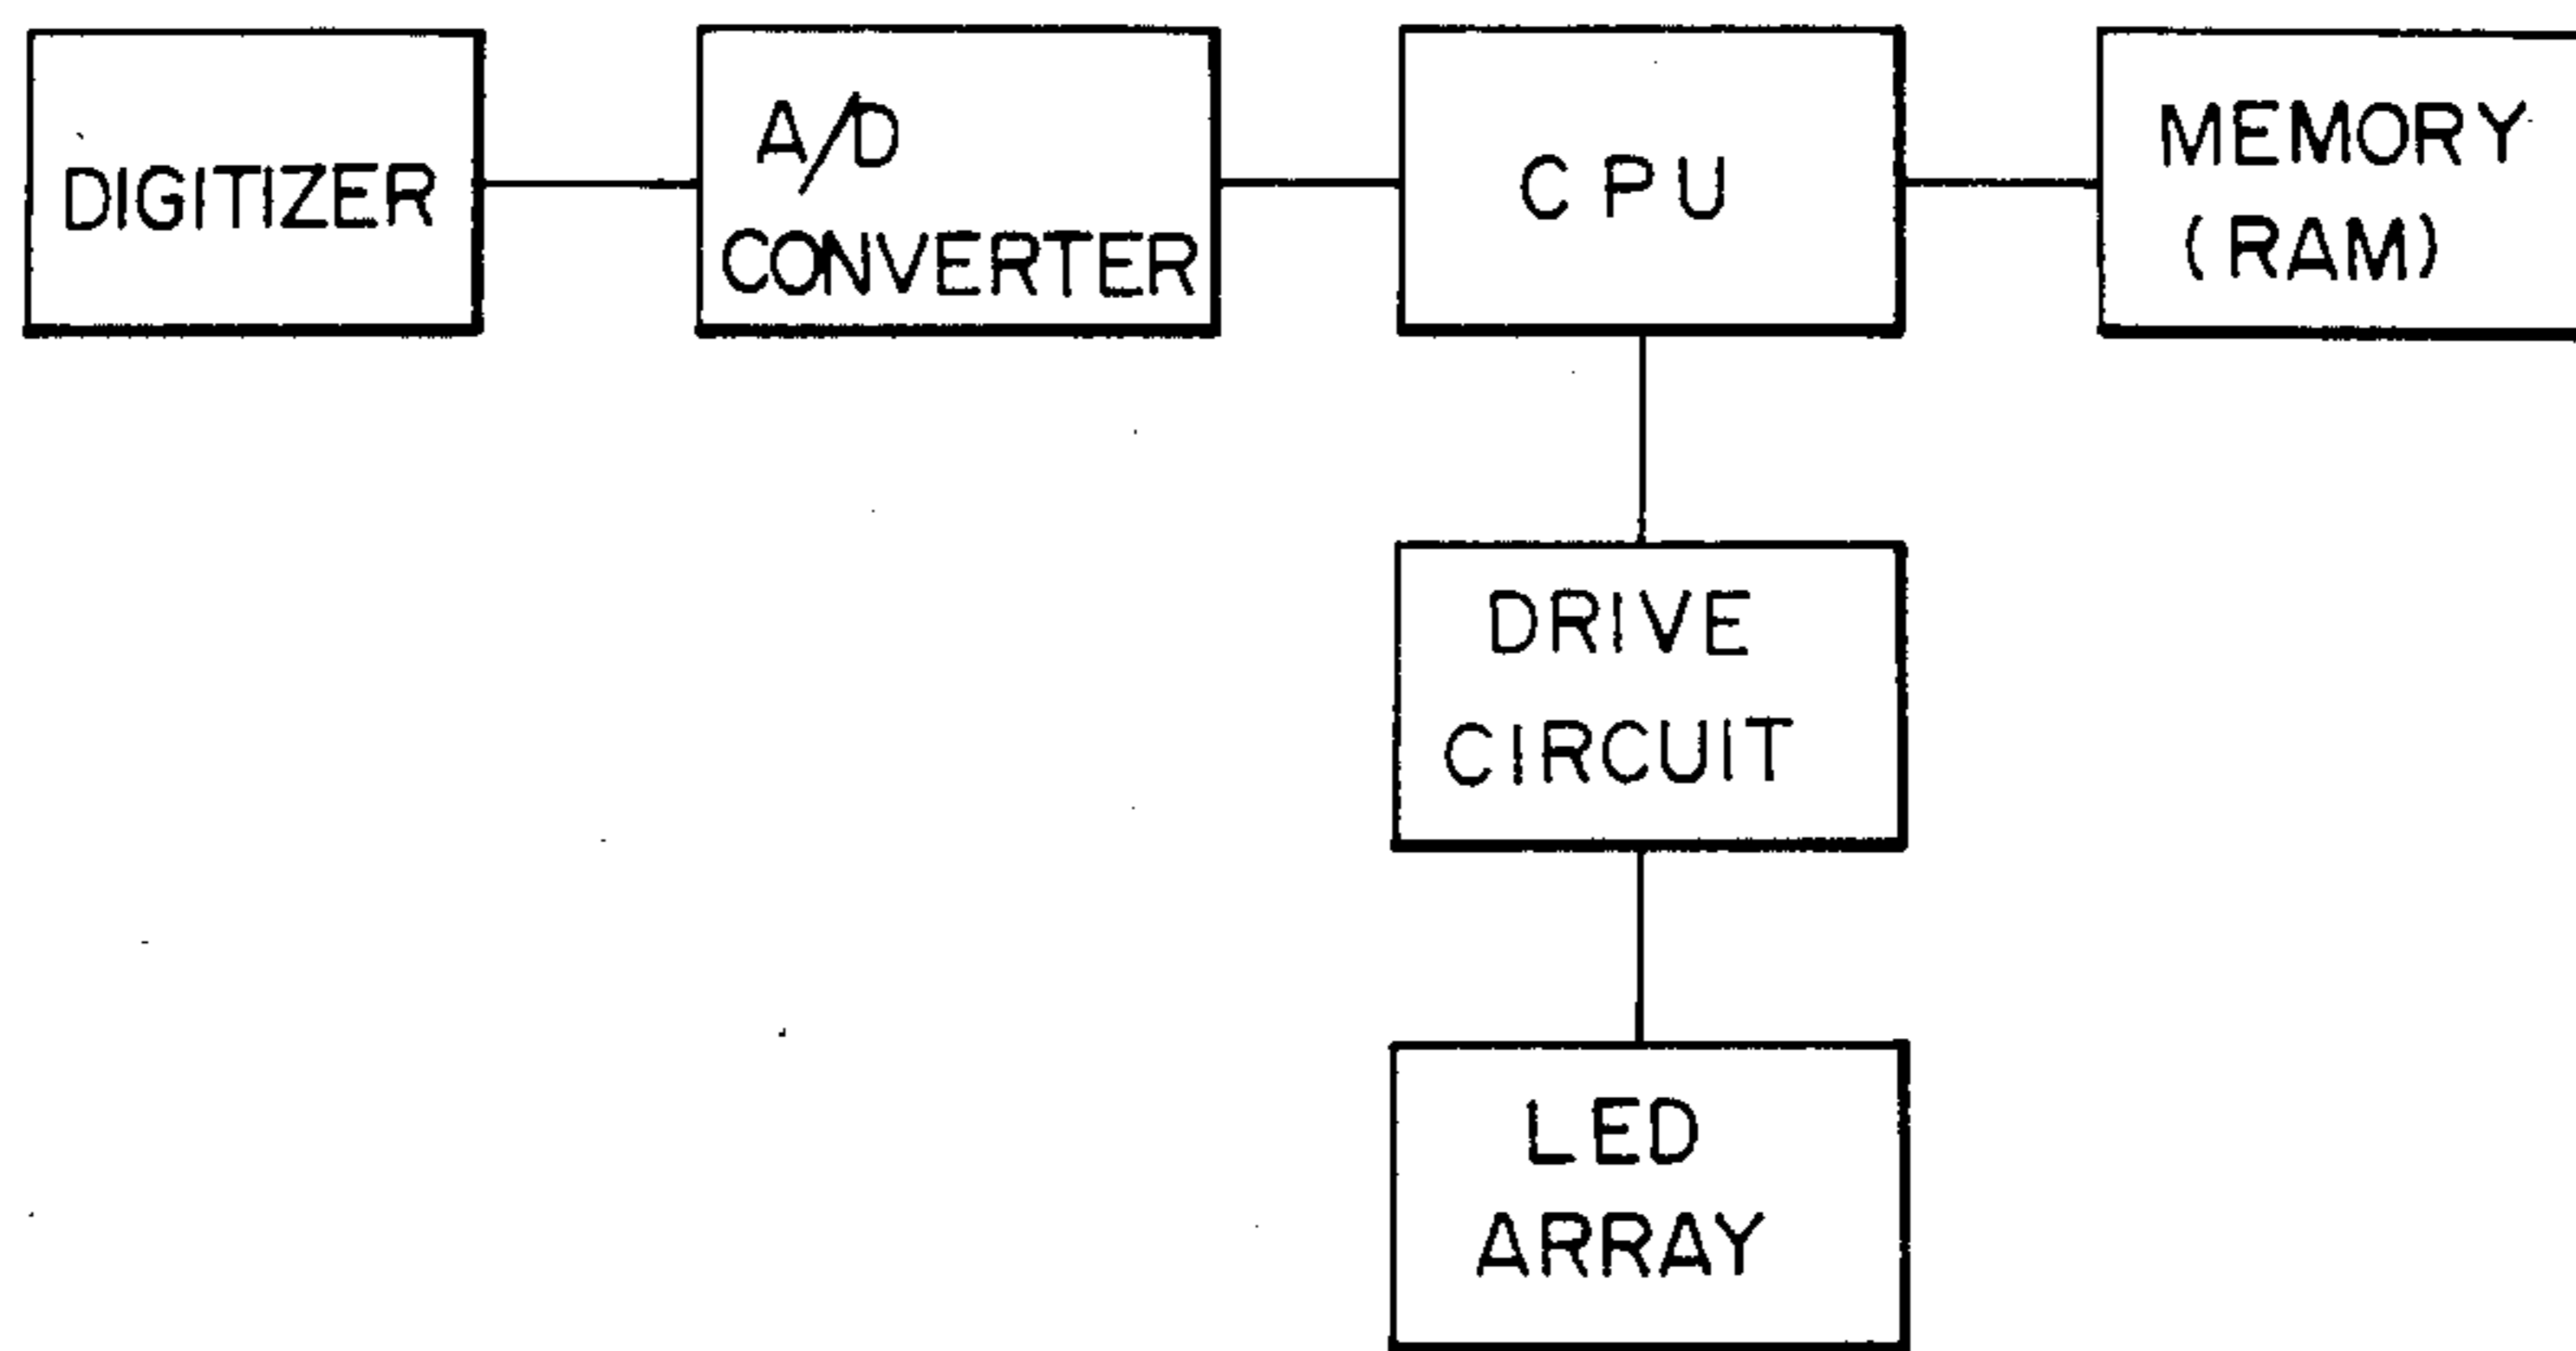 DIGITIZER
A/D
CONVERTER
CPU
MEMORY
(RAM)
DRIVE
CIRCUIT
LED
ARRAY